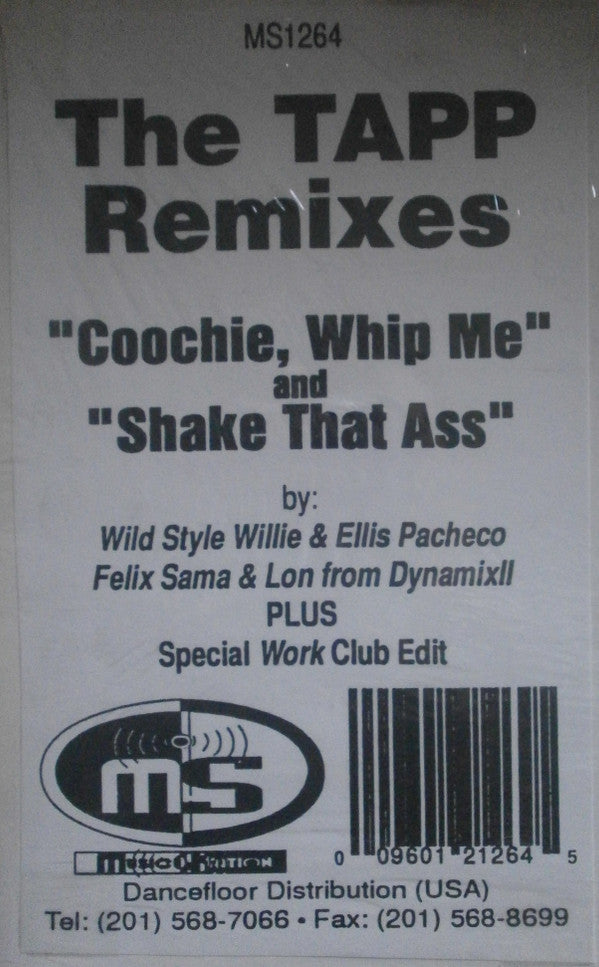 MS1264
The TAPP
Remixes
"Coochie, Whip Me"
and
"Shake That Ass"
by:
Wild Style Willie & Ellis Pacheco
Felix Sama & Lon from DynamixII
PLUS
Special Work Club Edit
ms
0 09601 21264 5
Dancefloor Distribution (USA)
Tel: (201) 568-7066 • Fax: (201) 568-8699